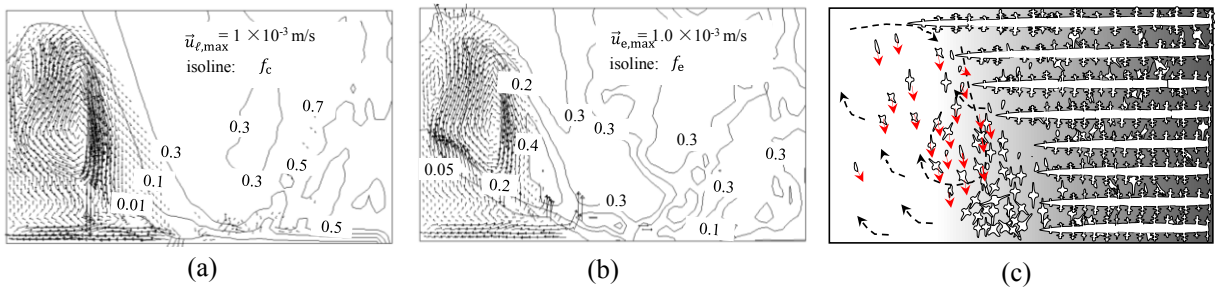 u⃗ℓ,max = 1 ×10⁻³ m/s
isoline: fc
0.7
0.3
0.3
0.5
0.1
0.3
0.01
0.5
(a)
u⃗e,max = 1.0 ×10⁻³ m/s
isoline: fe
0.2
0.3
0.3
0.4
0.3
0.05
0.3
0.2
0.3
0.3
0.1
(b)
(c)